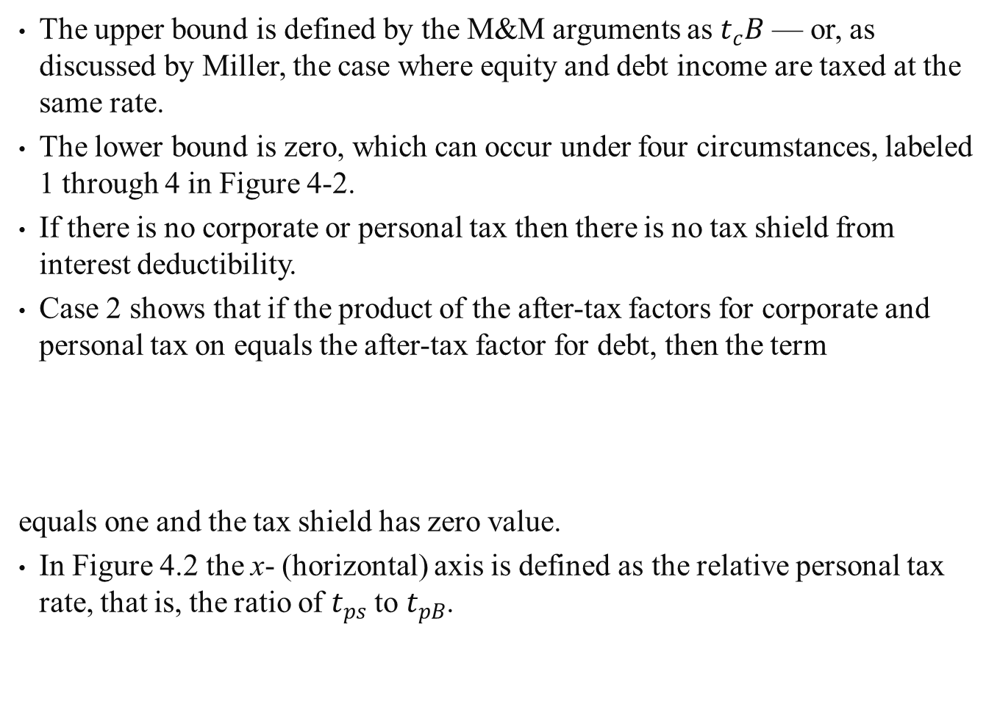 • The upper bound is defined by the M&M arguments as t_cB — or, as
discussed by Miller, the case where equity and debt income are taxed at the
same rate.
• The lower bound is zero, which can occur under four circumstances, labeled
1 through 4 in Figure 4-2.
• If there is no corporate or personal tax then there is no tax shield from
interest deductibility.
• Case 2 shows that if the product of the after-tax factors for corporate and
personal tax on equals the after-tax factor for debt, then the term
equals one and the tax shield has zero value.
• In Figure 4.2 the x- (horizontal) axis is defined as the relative personal tax
rate, that is, the ratio of t_ps to t_pB.